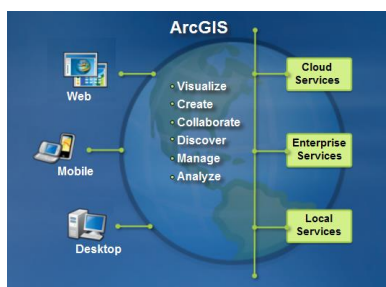 ArcGIS
Web
Mobile
Desktop
Visualize
Create
Collaborate
Discover
Manage
Analyze
Cloud
Services
Enterprise
Services
Local
Services